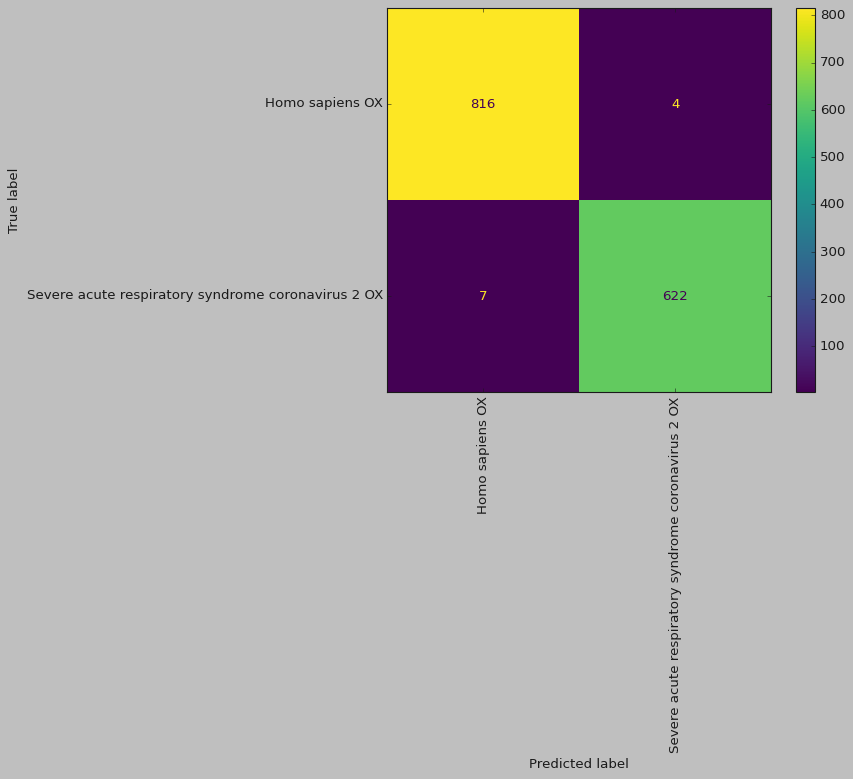 True label
Homo sapiens OX
816
4
Severe acute respiratory syndrome coronavirus 2 OX
7
622
Homo sapiens OX
Severe acute respiratory syndrome coronavirus 2 OX
Predicted label
800
700
600
500
400
300
200
100